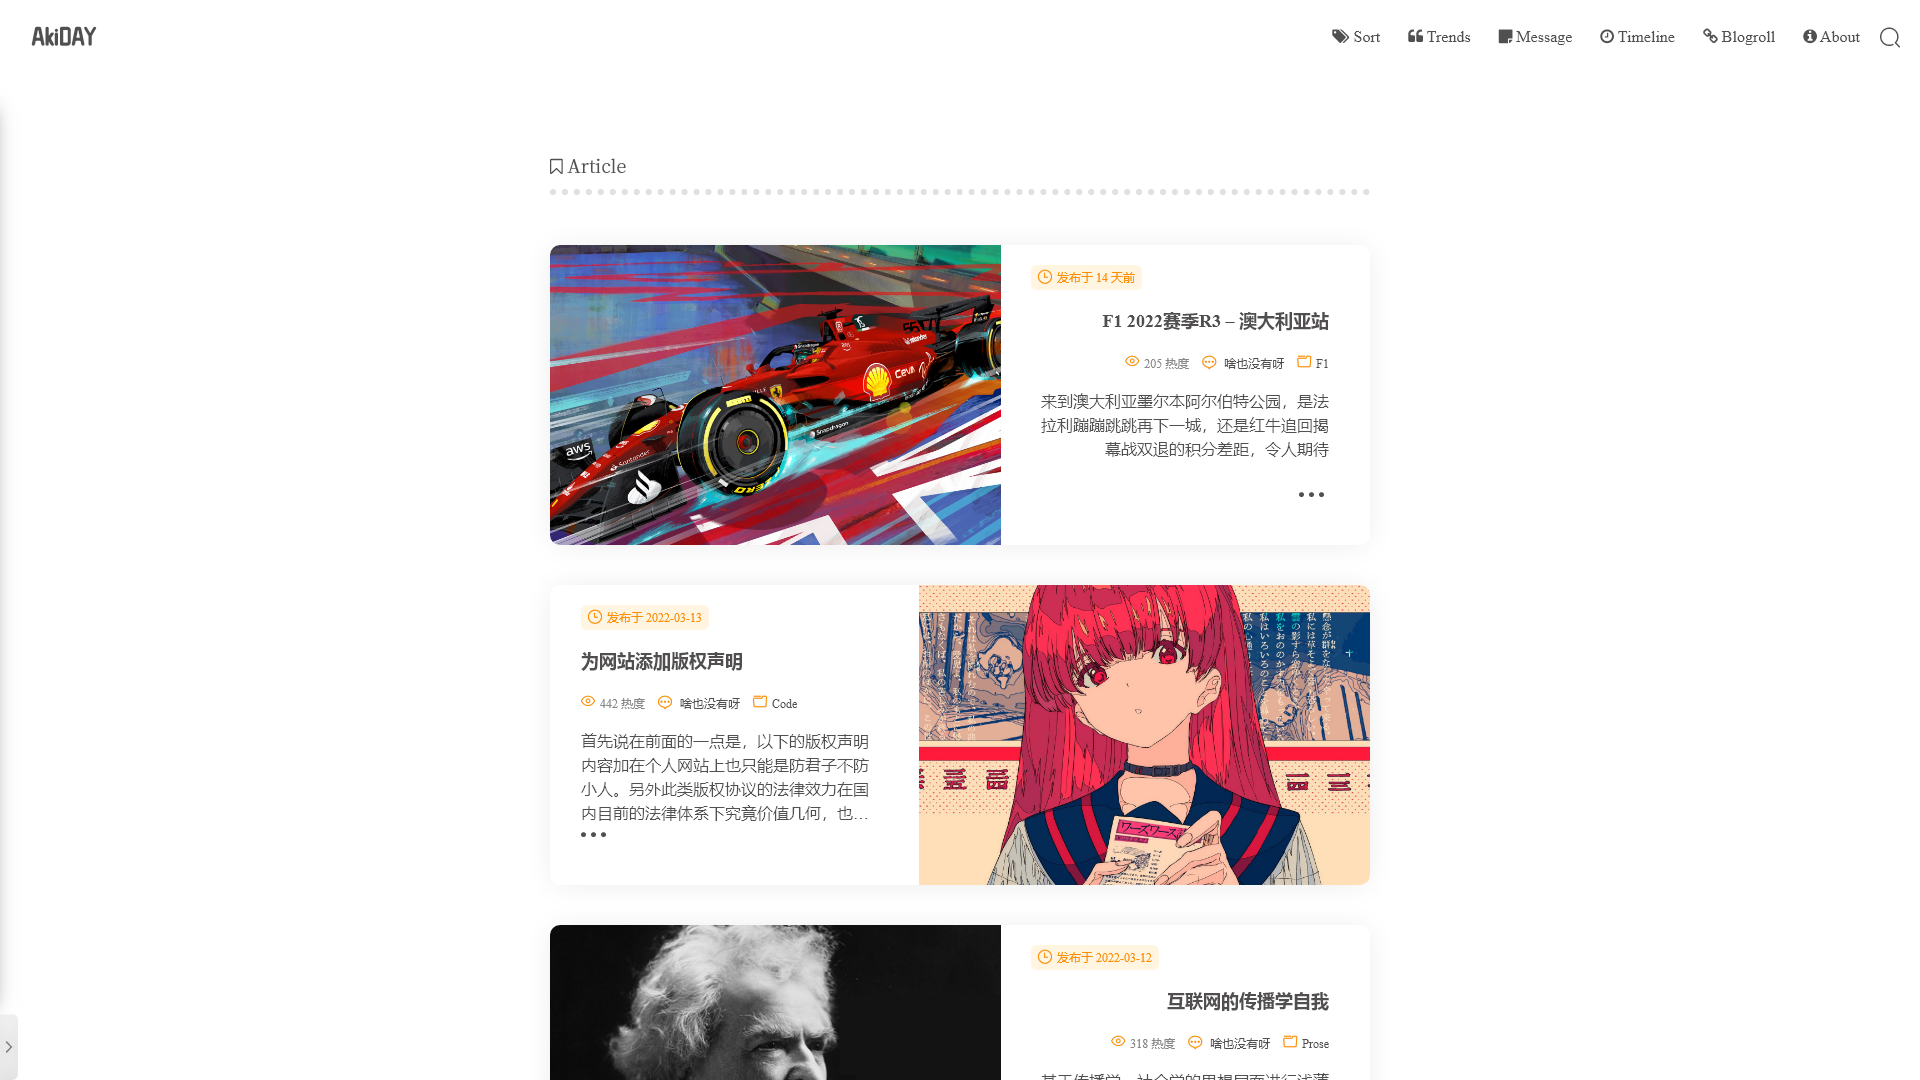 AkiDAY
Sort
Trends
Message
Timeline
Blogroll
About
Article
发布于 14 天前
F1 2022赛季R3 – 澳大利亚站
205 热度 啥也没有呀 F1
来到澳大利亚墨尔本阿尔伯特公园，是法
拉利蹦蹦跳跳再下一城，还是红牛追回揭
幕战双退的积分差距，令人期待
aws
Santander
Snapdragon
55
发布于 2022-03-13
为网站添加版权声明
442 热度 啥也没有呀 Code
首先说在前面的一点是，以下的版权声明
内容加在个人网站上也只能是防君子不防
小人。另外此类版权协议的法律效力在国
内目前的法律体系下究竟价值几何，也…
ワーズワース
发布于 2022-03-12
互联网的传播学自我
318 热度 啥也没有呀 Prose